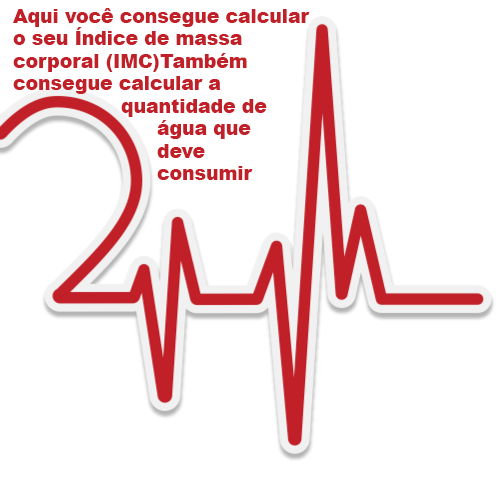 Aqui você consegue calcular
o seu Índice de massa
corporal (IMC)Também
consegue calcular a
quantidade de
água que
deve
consumir